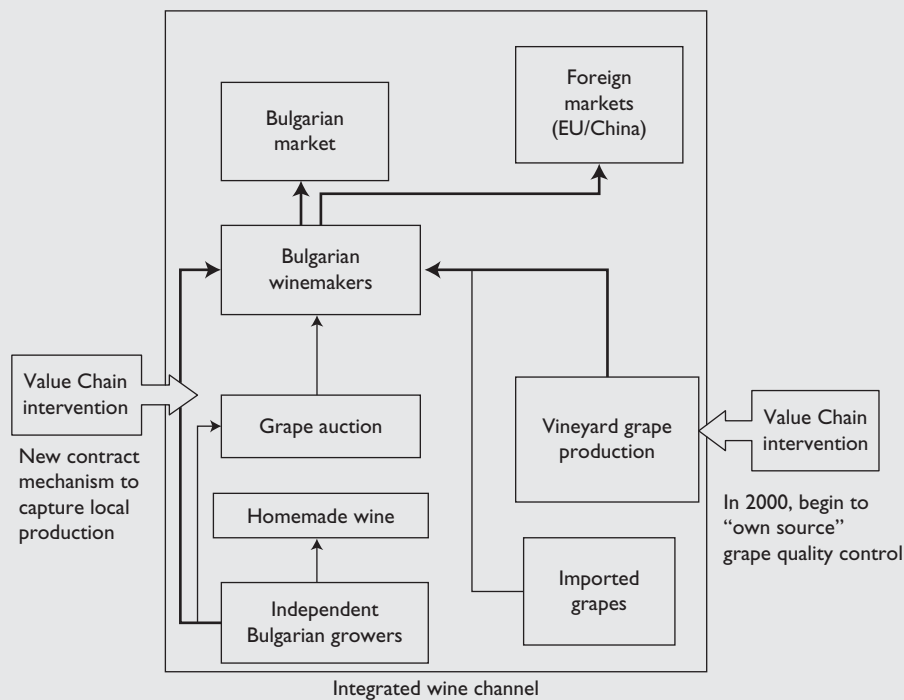 Foreign
markets
(EU/China)
Bulgarian
market
Bulgarian
winemakers
Value Chain
intervention
New contract
mechanism to
capture local
production
Grape auction
Vineyard grape
production
Value Chain
intervention
In 2000, begin to
“own source”
grape quality control
Homemade wine
Imported
grapes
Independent
Bulgarian growers
Integrated wine channel